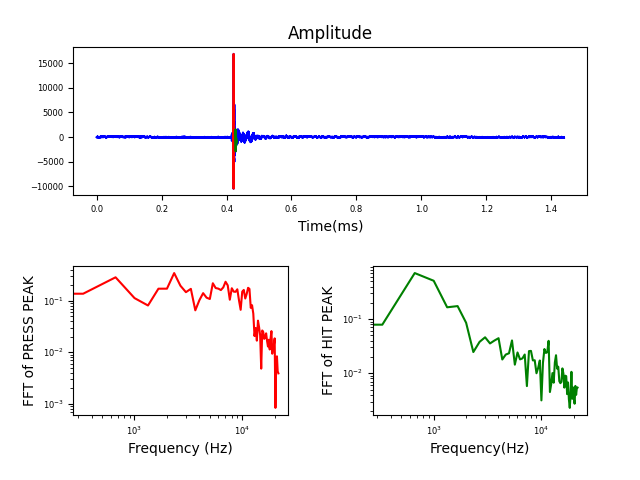 Amplitude
15000
10000
5000
0
−5000
−10000
0.0 0.2 0.4 0.6 0.8 1.0 1.2 1.4
Time(ms)
FFT of PRESS PEAK
10⁻¹
10⁻²
10⁻³
10³ 10⁴
Frequency (Hz)
FFT of HIT PEAK
10⁻¹
10⁻²
10³ 10⁴
Frequency(Hz)